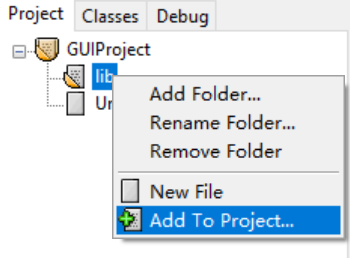 Project Classes Debug
GUIProject
lib
Add Folder...
Rename Folder...
Remove Folder
New File
Add To Project...